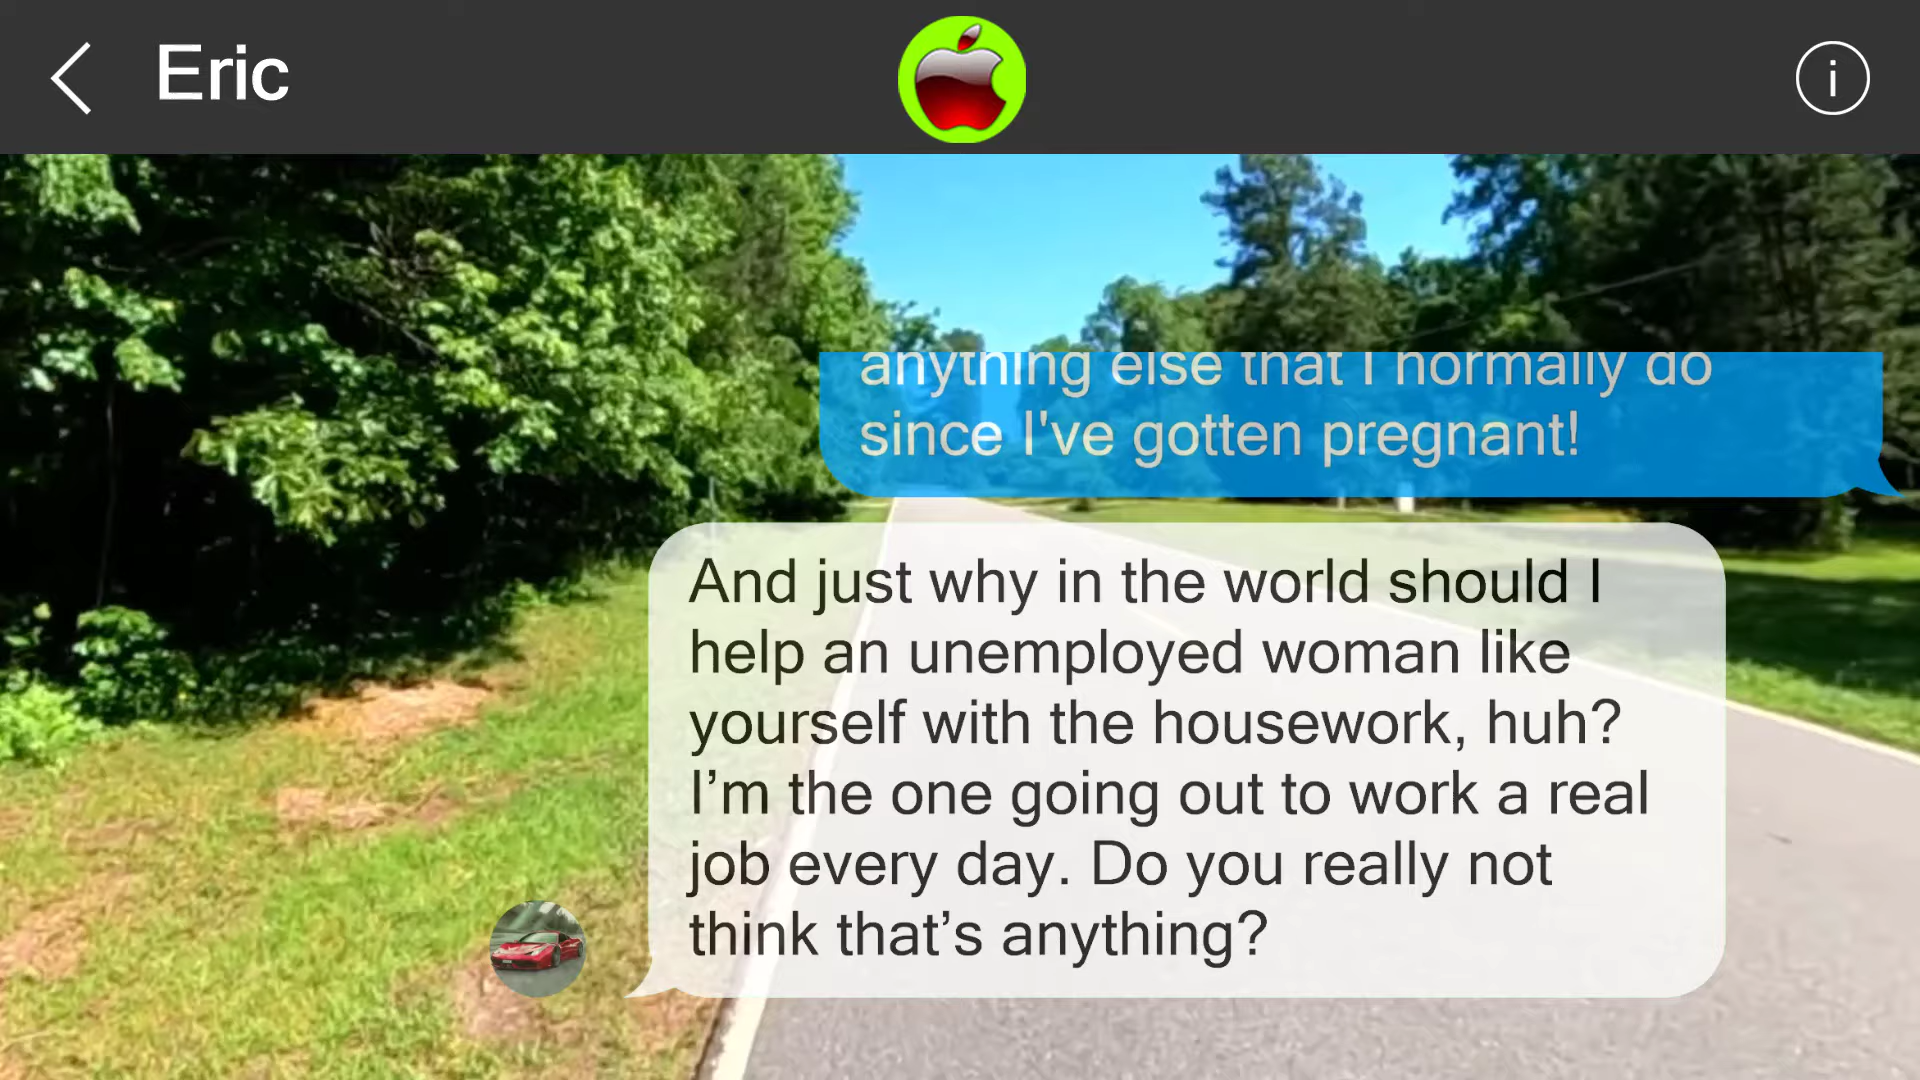 Eric
i
anything else that I normally do
since I've gotten pregnant!
And just why in the world should I
help an unemployed woman like
yourself with the housework, huh?
I’m the one going out to work a real
job every day. Do you really not
think that’s anything?